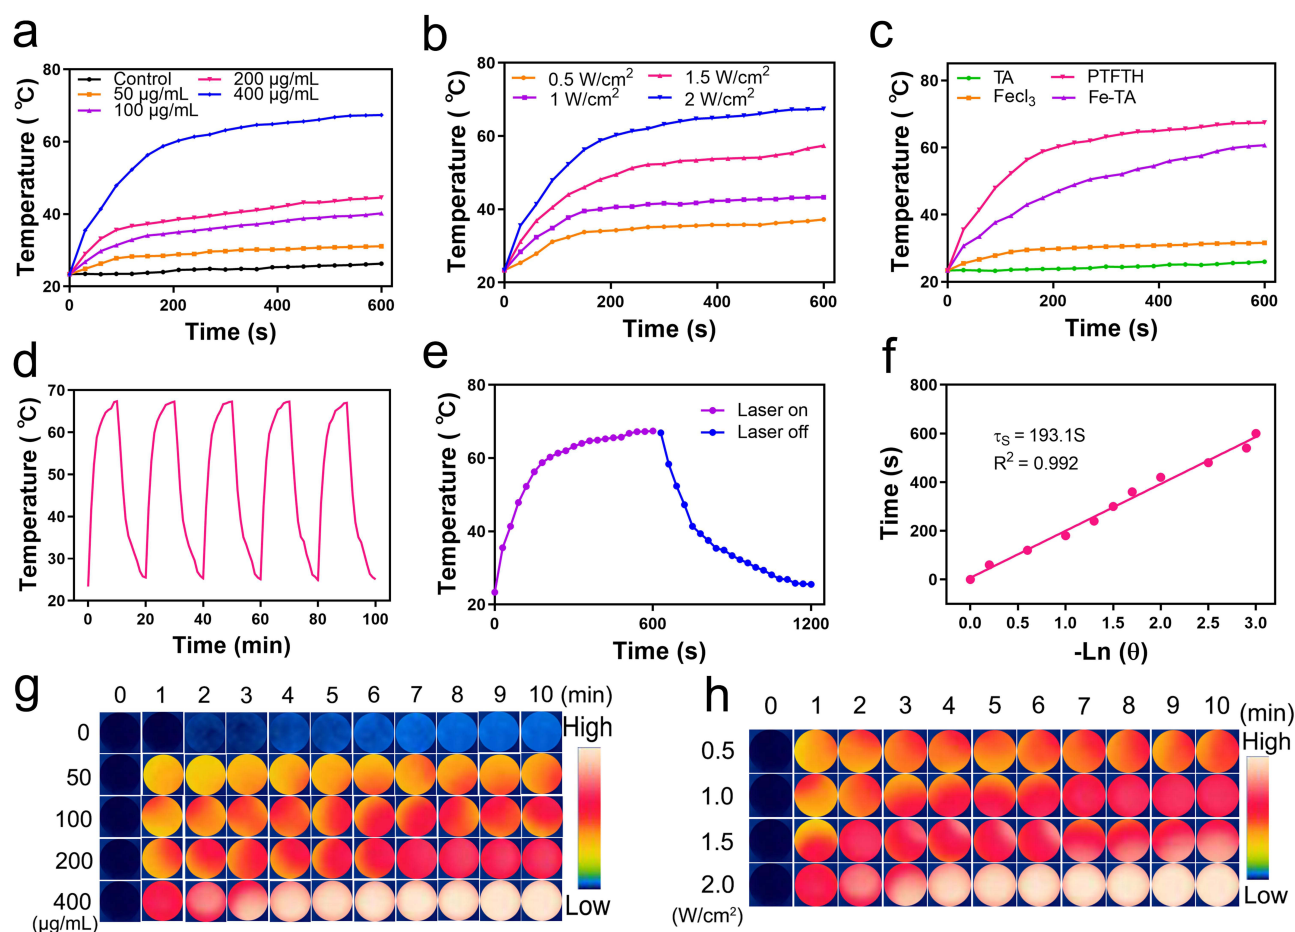 a
80
60
40
20
Temperature ( ℃)
Control
50 μg/mL
100 μg/mL
200 μg/mL
400 μg/mL
0 200 400 600
Time (s)
b
80
60
40
20
Temperature ( ℃)
0.5 W/cm²
1 W/cm²
1.5 W/cm²
2 W/cm²
0 200 400 600
Time (s)
c
80
60
40
20
Temperature ( ℃)
TA
Fecl₃
PTFTH
Fe-TA
0 200 400 600
Time (s)
d
70
60
50
40
30
20
Temperature ( ℃)
0 20 40 60 80 100
Time (min)
e
80
60
40
20
Temperature ( ℃)
Laser on
Laser off
0 600 1200
Time (s)
f
800
600
400
200
0
Time (s)
τS = 193.1S
R² = 0.992
0.0 0.5 1.0 1.5 2.0 2.5 3.0
-Ln (θ)
g
0 1 2 3 4 5 6 7 8 9 10 (min)
0
50
100
200
400
(μg/mL)
High
Low
h
0 1 2 3 4 5 6 7 8 9 10 (min)
0.5
1.0
1.5
2.0
(W/cm²)
High
Low